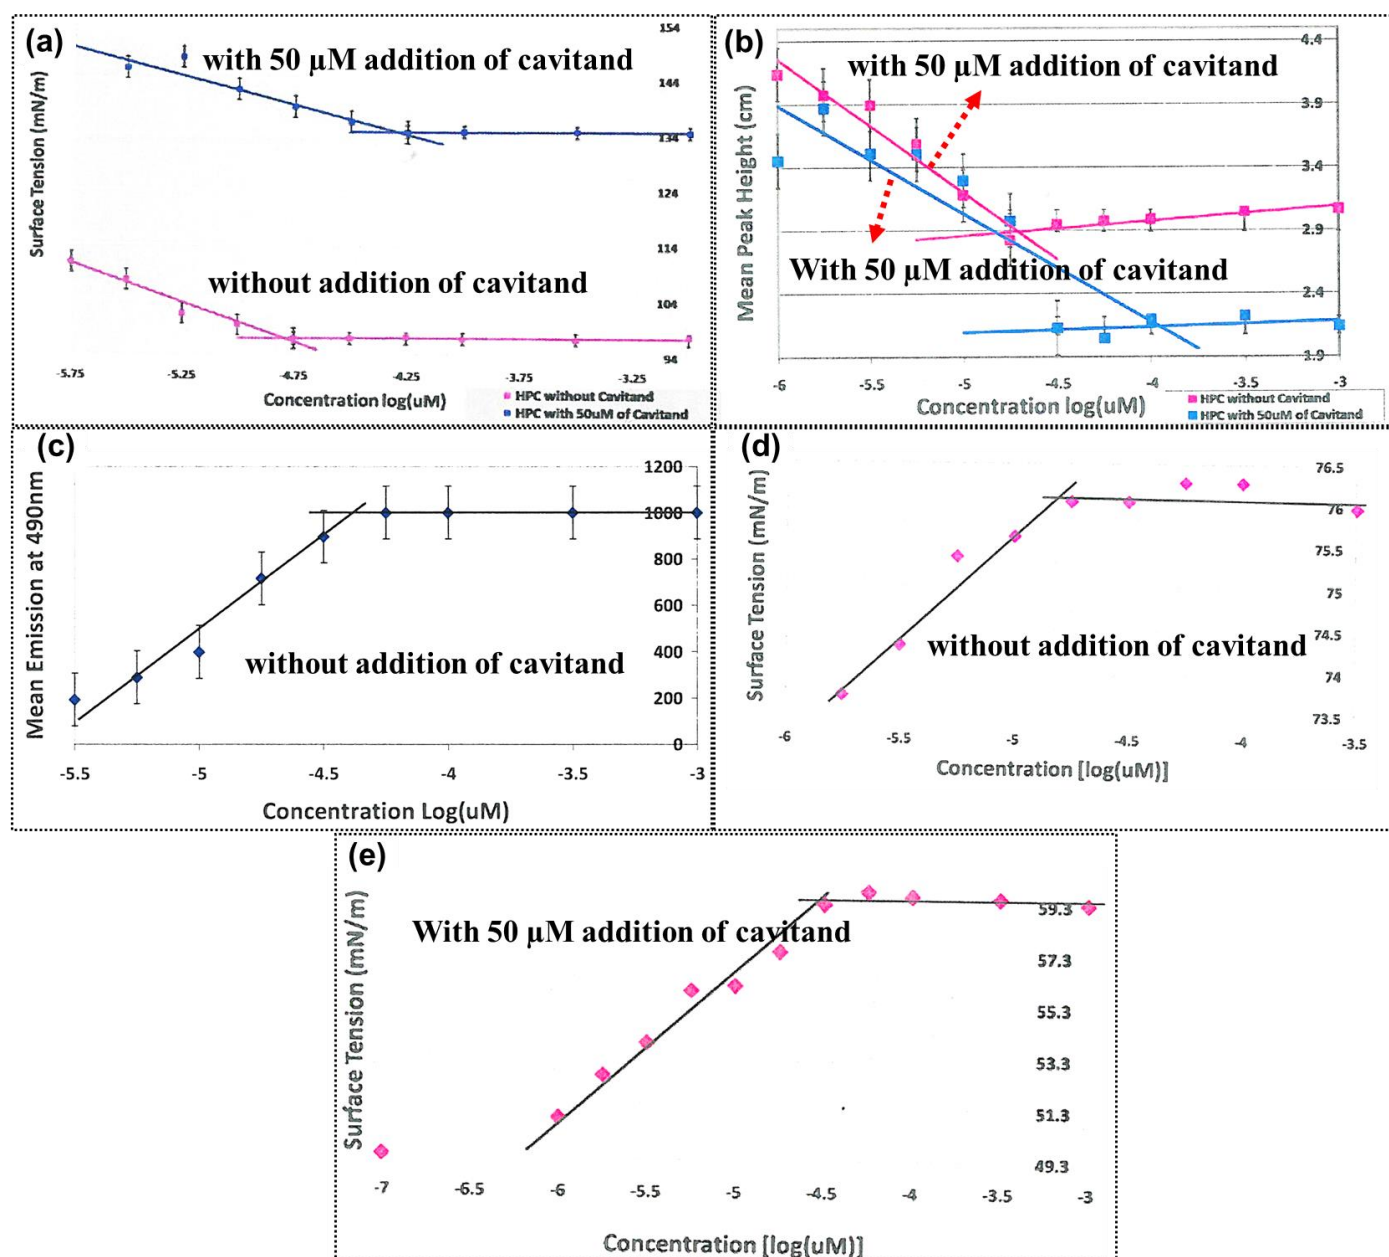 (a)
with 50 µM addition of cavitand
without addition of cavitand
Surface Tension (mN/m)
154
144
134
124
114
104
94
-5.75 -5.25 -4.75 -4.25 -3.75 -3.25
Concentration log(uM)
HPC without Cavitand
HPC with 50uM of Cavitand
(b)
with 50 µM addition of cavitand
With 50 µM addition of cavitand
Mean Peak Height (cm)
4.4
3.9
3.4
2.9
2.4
1.9
-6 -5.5 -5 -4.5 -4 -3.5 -3
Concentration log(uM)
HPC without Cavitand
HPC with 50uM of Cavitand
(c)
without addition of cavitand
Mean Emission at 490nm
1200
1000
800
600
400
200
0
-5.5 -5 -4.5 -4 -3.5 -3
Concentration Log(uM)
(d)
without addition of cavitand
Surface Tension (mN/m)
76.5
76
75.5
75
74.5
74
73.5
-6 -5.5 -5 -4.5 -4 -3.5
Concentration [log(uM)]
(e)
With 50 µM addition of cavitand
Surface Tension (mN/m)
59.3
57.3
55.3
53.3
51.3
49.3
-7 -6.5 -6 -5.5 -5 -4.5 -4 -3.5 -3
Concentration [log(uM)]